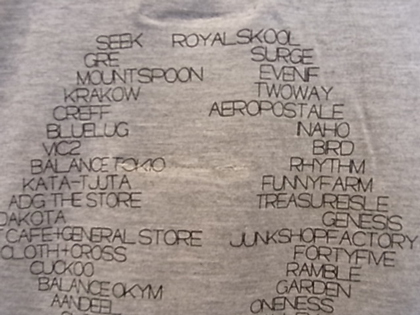 SEEK ROYALSKOOL
GRE SURGE
MOUNTSPOON EVENIF
KRAKOW TWOWAY
CREFF AEROPOSTALE
BLUELUG NAHO
VIC2 BIRD
BALANCE TOKIO RHYTHM
KATA-TJUTA FUNNYFARM
ADG THE STORE TREASUREISLE
DAKOTA GENESIS
CAFE+GENERAL STORE JUNKSHOPFACTORY
CLOTH+CROSS FORTYFIVE
CUCKOO RAMBLE
BALANCE OKYM GARDEN
AANDEEL ONENESS